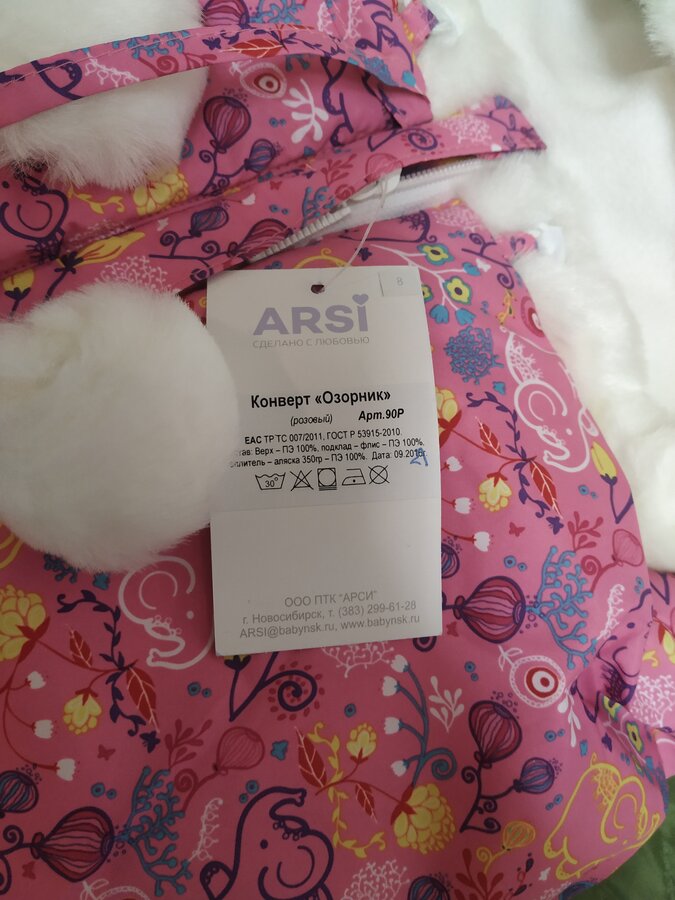 8
ARSi
СДЕЛАНО С ЛЮБОВЬЮ
Конверт «Озорник»
(розовый) Арт.90Р
ЕАС ТР ТС 007/2011, ГОСТ Р 53915-2010.
Верх – ПЭ 100%, подклад – флис – ПЭ 100%,
– аляска 350гр – ПЭ 100%. Дата:
30°
ООО ПТК "АРСИ"
г. Новосибирск, т. (383) 299-61-28
ARSI@babynsk.ru, www.babynsk.ru